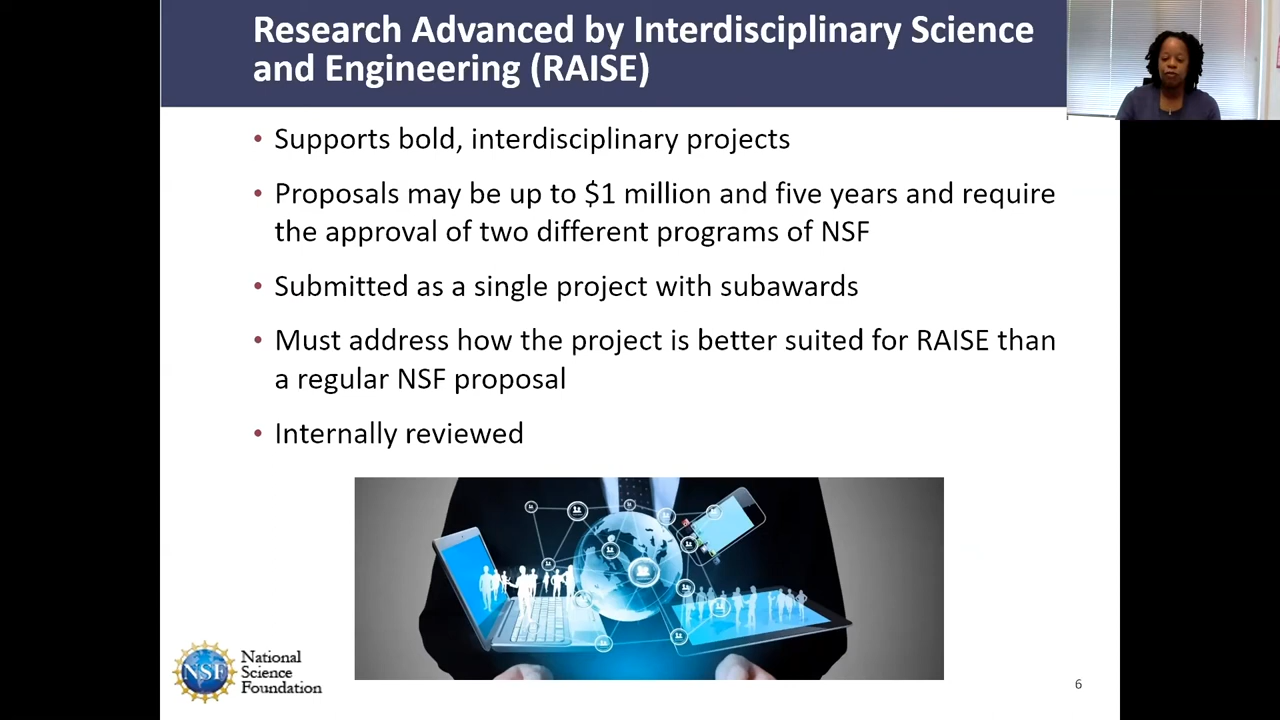 Research Advanced by Interdisciplinary Science
and Engineering (RAISE)
• Supports bold, interdisciplinary projects
• Proposals may be up to $1 million and five years and require
the approval of two different programs of NSF
• Submitted as a single project with subawards
• Must address how the project is better suited for RAISE than
a regular NSF proposal
• Internally reviewed
NSF
National
Science
Foundation
6